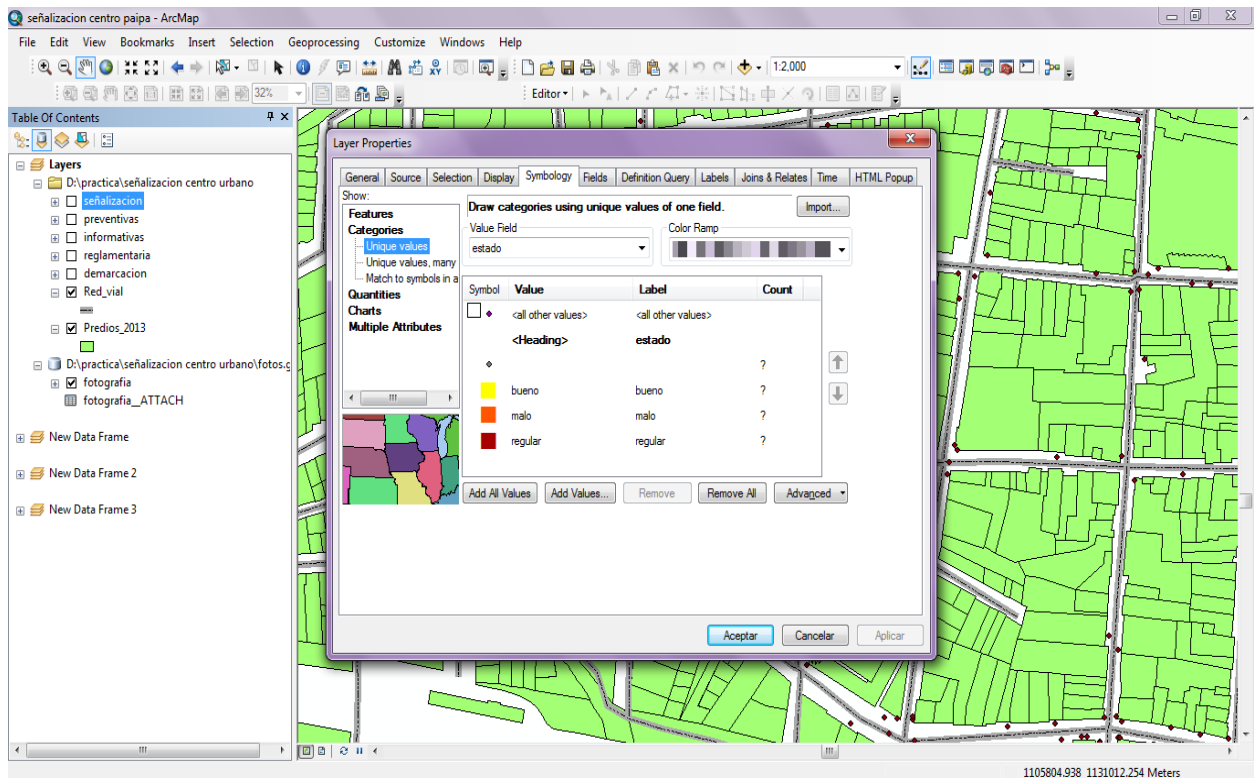 señalizacion centro paipa - ArcMap
File Edit View Bookmarks Insert Selection Geoprocessing Customize Windows Help
1:2,000
32%
Editor
Table Of Contents
Layers
D:\practica\señalizacion centro urbano
señalizacion
preventivas
informativas
reglamentaria
demarcacion
Red_vial
Predios_2013
D:\practica\señalizacion centro urbano\fotos.g
fotografia
fotografia__ATTACH
New Data Frame
New Data Frame 2
New Data Frame 3
Layer Properties
General Source Selection Display Symbology Fields Definition Query Labels Joins & Relates Time HTML Popup
Show:
Features
Categories
Unique values
Unique values, many
Match to symbols in a
Quantities
Charts
Multiple Attributes
Draw categories using unique values of one field.
Import...
Value Field
Color Ramp
estado
Symbol Value Label Count
<all other values> <all other values>
<Heading> estado
?
bueno bueno ?
malo malo ?
regular regular ?
Add All Values Add Values... Remove Remove All Advanced
Aceptar Cancelar Aplicar
1105804.938 1131012.254 Meters